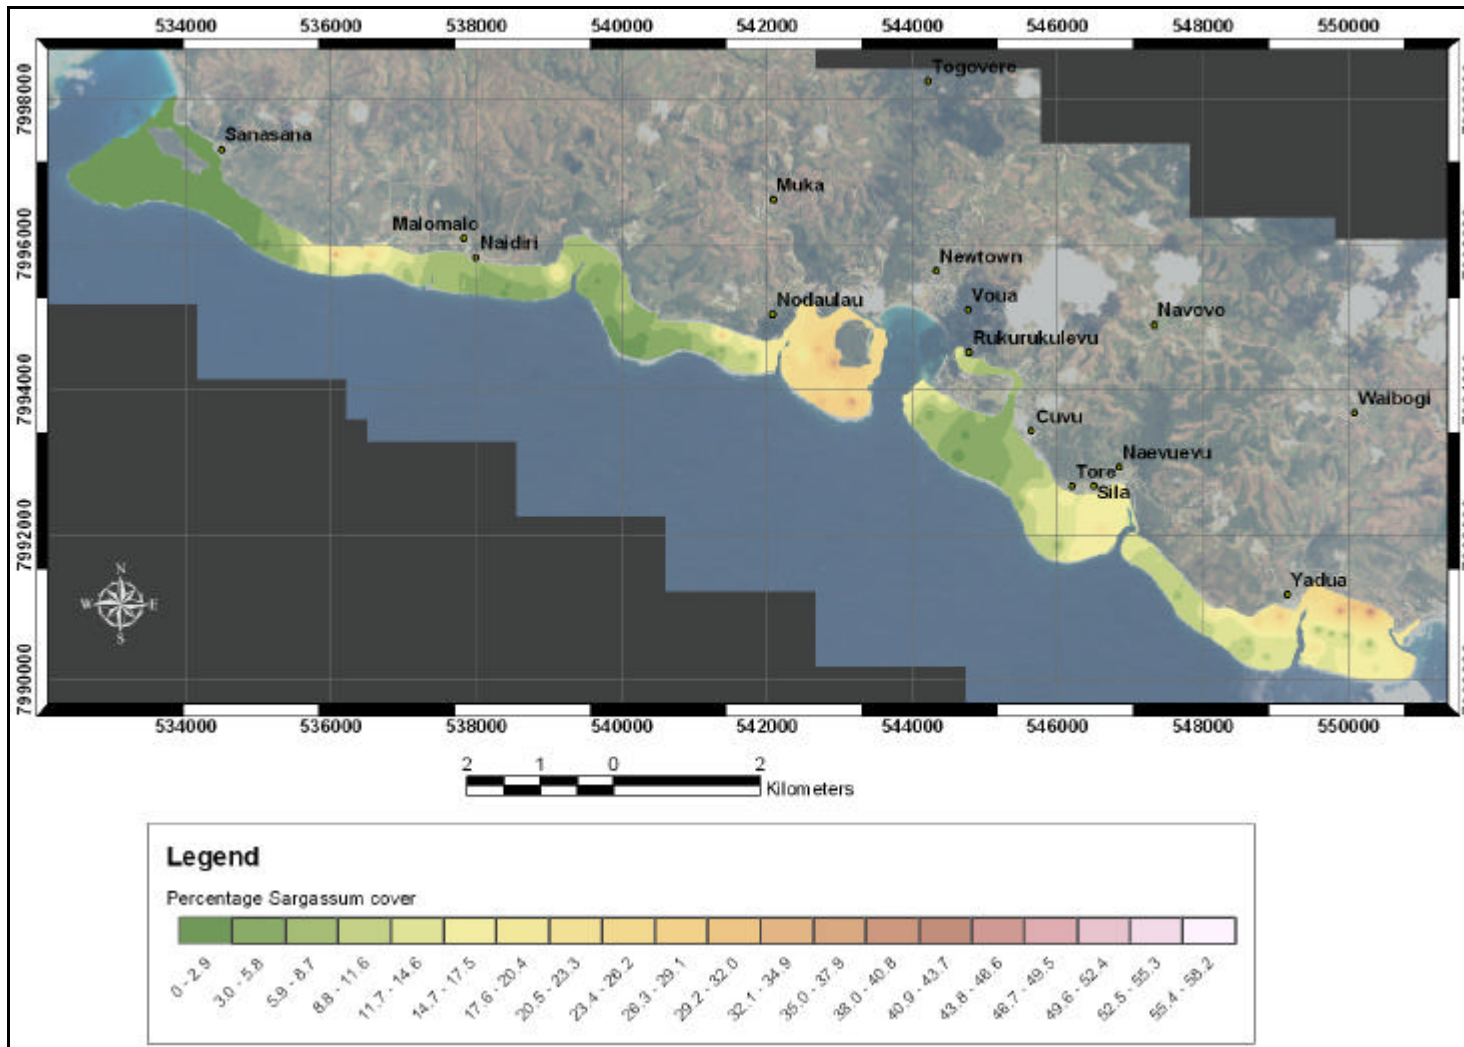 534000 536000 538000 540000 542000 544000 546000 548000 550000
7998000
7996000
7994000
7992000
7990000
Togovere
Sanasana
Muka
Malomalo
Naidiri
Newtown
Voua
Nodaulau
Navovo
Rukurukulevu
Waibogi
Cuvu
Naevuevu
Tore
Sila
Yadua
N
W E
S
534000 536000 538000 540000 542000 544000 546000 548000 550000
2 1 0 2
Kilometers
Legend
Percentage Sargassum cover
0 - 2.9
3.0 - 5.8
5.9 - 8.7
8.8 - 11.6
11.7 - 14.6
14.7 - 17.5
17.6 - 20.4
20.5 - 23.3
23.4 - 26.2
26.3 - 29.1
29.2 - 32.0
32.1 - 34.9
35.0 - 37.9
38.0 - 40.8
40.9 - 43.7
43.8 - 46.6
46.7 - 49.5
49.6 - 52.4
52.5 - 55.3
55.4 - 58.2